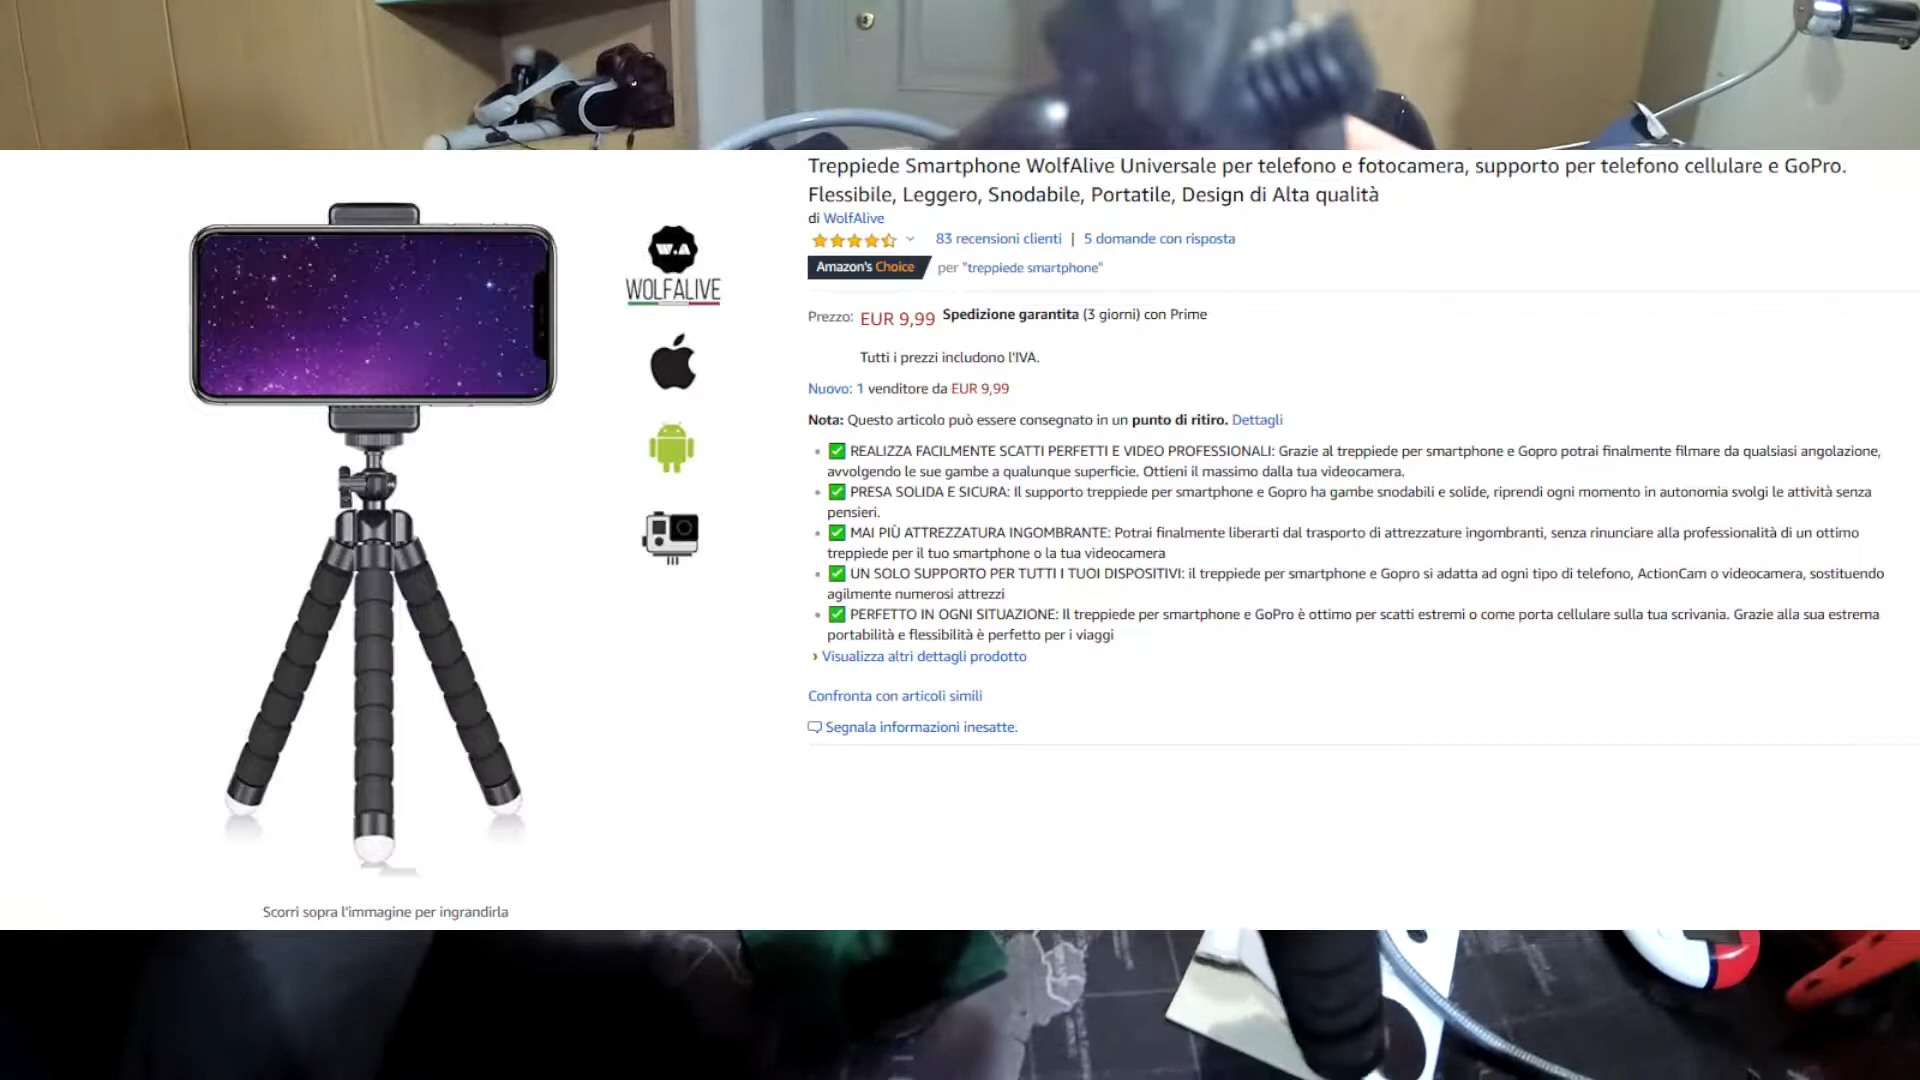 Treppiede Smartphone WolfAlive Universale per telefono e fotocamera, supporto per telefono cellulare e GoPro.
Flessibile, Leggero, Snodabile, Portatile, Design di Alta qualità
di WolfAlive
83 recensioni clienti | 5 domande con risposta
Amazon's Choice per "treppiede smartphone"
Prezzo: EUR 9,99 Spedizione garantita (3 giorni) con Prime
Tutti i prezzi includono l'IVA.
Nuovo: 1 venditore da EUR 9,99
Nota: Questo articolo può essere consegnato in un punto di ritiro. Dettagli
✅ REALIZZA FACILMENTE SCATTI PERFETTI E VIDEO PROFESSIONALI: Grazie al treppiede per smartphone e Gopro potrai finalmente filmare da qualsiasi angolazione,
avvolgendo le sue gambe a qualunque superficie. Ottieni il massimo dalla tua videocamera.
✅ PRESA SOLIDA E SICURA: Il supporto treppiede per smartphone e Gopro ha gambe snodabili e solide, riprendi ogni momento in autonomia svolgi le attività senza
pensieri.
✅ MAI PIÙ ATTREZZATURA INGOMBRANTE: Potrai finalmente liberarti dal trasporto di attrezzature ingombranti, senza rinunciare alla professionalità di un ottimo
treppiede per il tuo smartphone o la tua videocamera
✅ UN SOLO SUPPORTO PER TUTTI I TUOI DISPOSITIVI: il treppiede per smartphone e Gopro si adatta ad ogni tipo di telefono, ActionCam o videocamera, sostituendo
agilmente numerosi attrezzi
✅ PERFETTO IN OGNI SITUAZIONE: Il treppiede per smartphone e GoPro è ottimo per scatti estremi o come porta cellulare sulla tua scrivania. Grazie alla sua estrema
portabilità e flessibilità è perfetto per i viaggi
› Visualizza altri dettagli prodotto
Confronta con articoli simili
Segnala informazioni inesatte.
W.A
WOLFALIVE
Scorri sopra l'immagine per ingrandirla